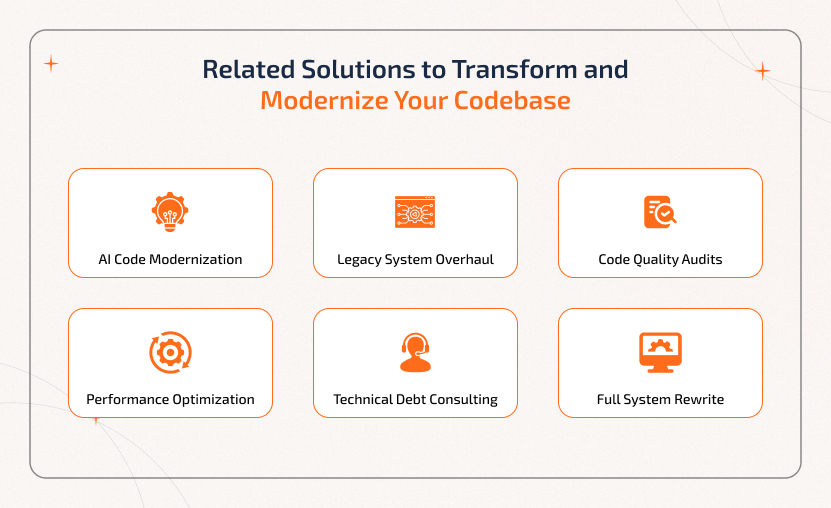 Related Solutions to Transform and
Modernize Your Codebase
AI Code Modernization
Legacy System Overhaul
Code Quality Audits
Performance Optimization
Technical Debt Consulting
Full System Rewrite